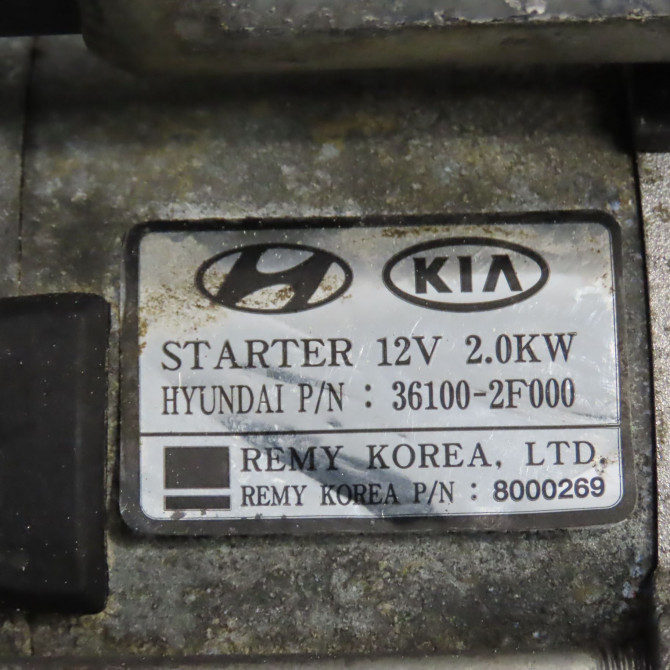 KIA
STARTER 12V 2.0KW
HYUNDAI P/N : 36100-2F000
REMY KOREA, LTD.
REMY KOREA P/N : 8000269